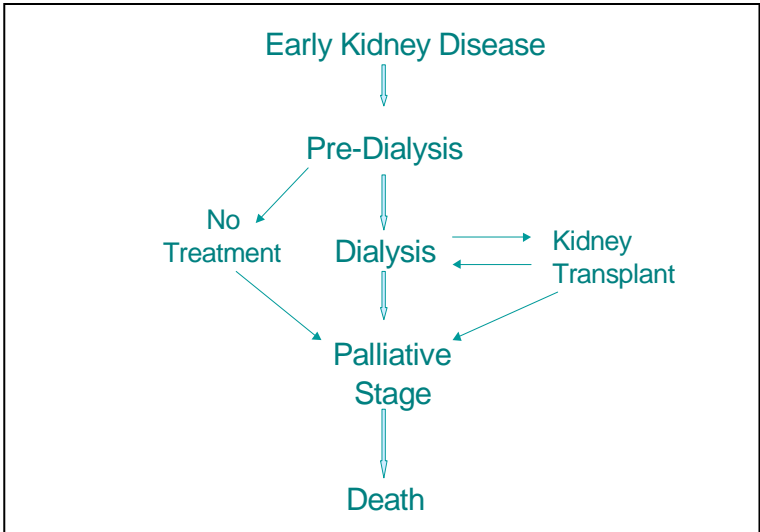 Early Kidney Disease
Pre-Dialysis
No
Treatment
Dialysis
Kidney
Transplant
Palliative
Stage
Death